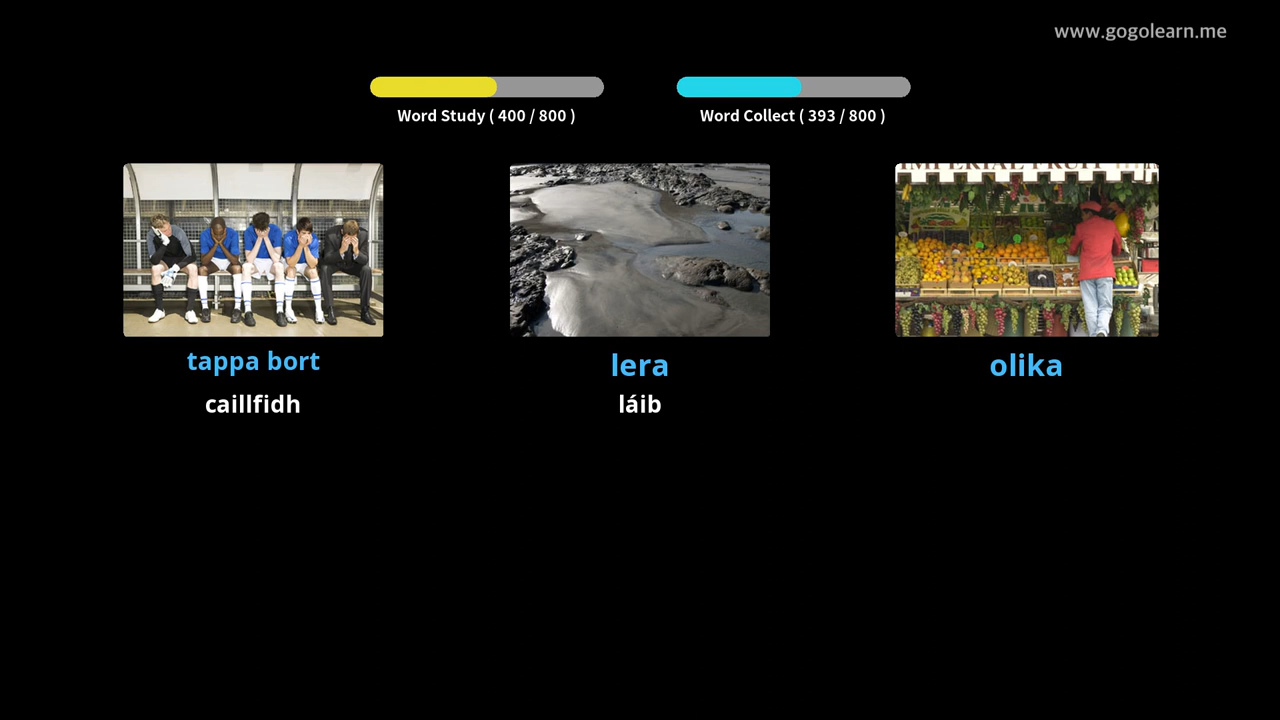 www.gogolearn.me
Word Study ( 400 / 800 )
Word Collect ( 393 / 800 )
tappa bort
lera
olika
caillfidh
láib